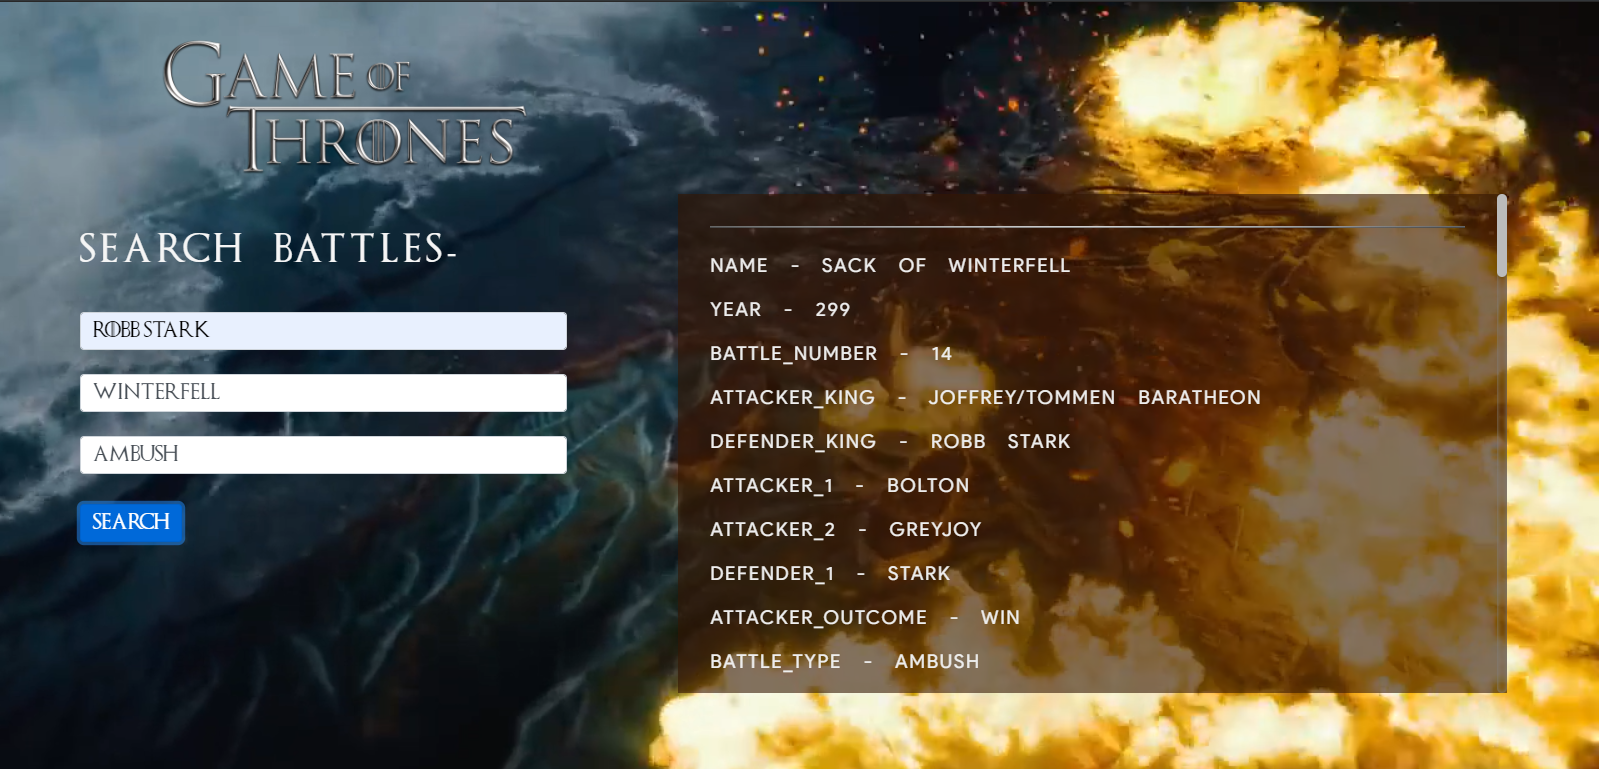 GAME OF
THRONES
SEARCH BATTLES-
ROBB STARK
WINTERFELL
AMBUSH
SEARCH
NAME - SACK OF WINTERFELL
YEAR - 299
BATTLE_NUMBER - 14
ATTACKER_KING - JOFFREY/TOMMEN BARATHEON
DEFENDER_KING - ROBB STARK
ATTACKER_1 - BOLTON
ATTACKER_2 - GREYJOY
DEFENDER_1 - STARK
ATTACKER_OUTCOME - WIN
BATTLE_TYPE - AMBUSH